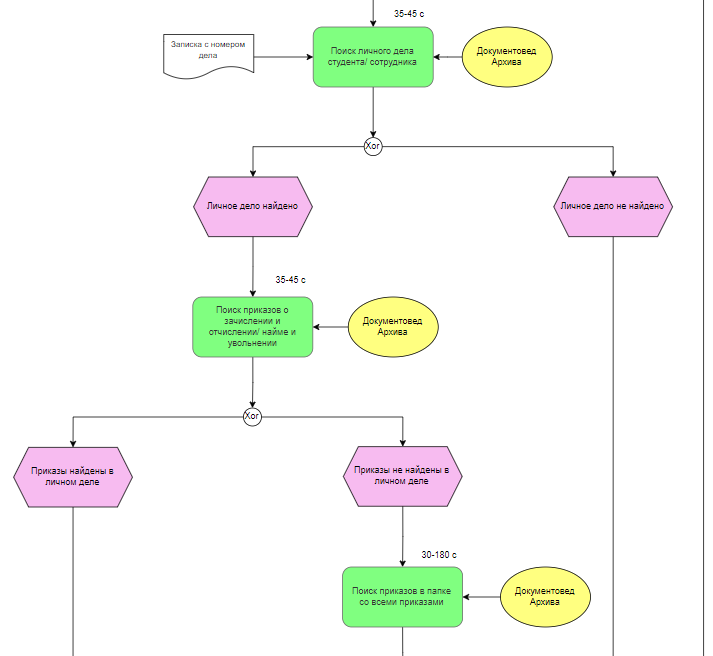 35-45 с
Записка с номером
дела
Поиск личного дела
студента/ сотрудника
Документовед
Архива
Xor
Личное дело найдено
Личное дело не найдено
35-45 с
Поиск приказов о
зачислении и
отчислении/ найме и
увольнении
Документовед
Архива
Xor
Приказы найдены в
личном деле
Приказы не найдены в
личном деле
30-180 с
Поиск приказов в папке
со всеми приказами
Документовед
Архива